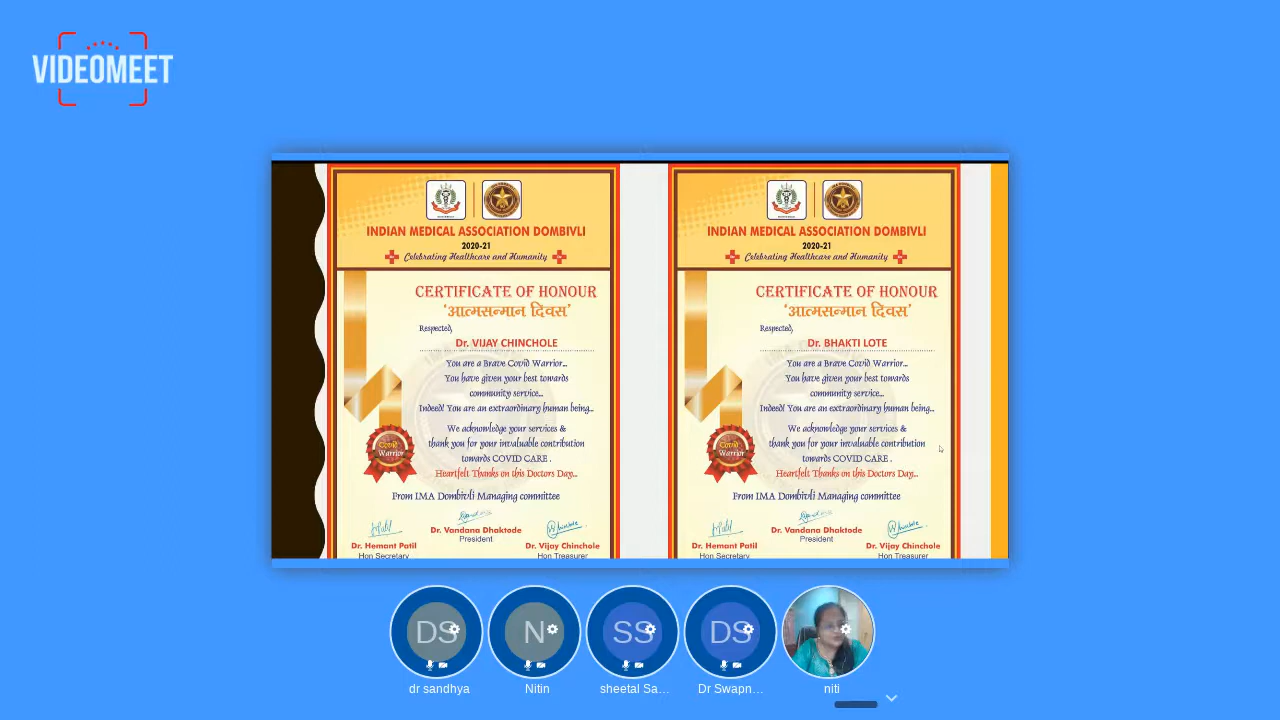 VIDEOMEET
INDIAN MEDICAL ASSOCIATION DOMBIVLI
2020-21
Celebrating Healthcare and Humanity
CERTIFICATE OF HONOUR
‘आत्मसन्मान दिवस’
Respected,
Dr. VIJAY CHINCHOLE
You are a Brave Covid Warrior...
You have given your best towards
community service...
Indeed! You are an extraordinary human being...
We acknowledge your services &
thank you for your invaluable contribution
towards COVID CARE .
Heartfelt Thanks on this Doctors Day...
Covid
Warrior
From IMA Dombivli Managing committee
Dr. Vandana Dhaktode
President
Dr. Hemant Patil
Hon Secretary
Dr. Vijay Chinchole
Hon Treasurer
INDIAN MEDICAL ASSOCIATION DOMBIVLI
2020-21
Celebrating Healthcare and Humanity
CERTIFICATE OF HONOUR
‘आत्मसन्मान दिवस’
Respected,
Dr. BHAKTI LOTE
You are a Brave Covid Warrior...
You have given your best towards
community service...
Indeed! You are an extraordinary human being...
We acknowledge your services &
thank you for your invaluable contribution
towards COVID CARE .
Heartfelt Thanks on this Doctors Day...
Covid
Warrior
From IMA Dombivli Managing committee
Dr. Vandana Dhaktode
President
Dr. Hemant Patil
Hon Secretary
Dr. Vijay Chinchole
Hon Treasurer
DS
N
SS
DS
dr sandhya
Nitin
sheetal Sa...
Dr Swapn...
niti